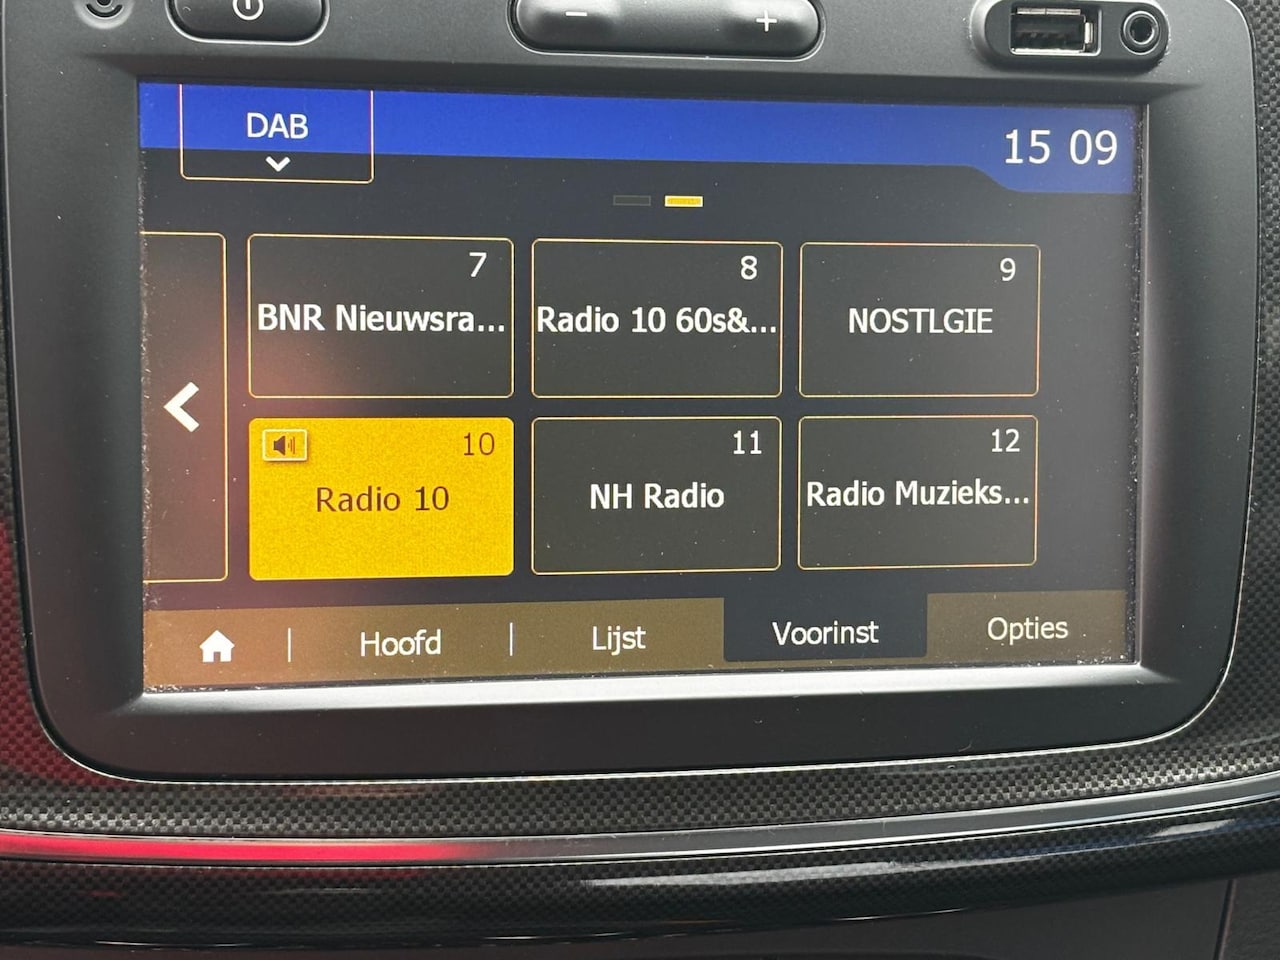 − +
DAB
15 09
7
BNR Nieuwsra...
8
Radio 10 60s&...
9
NOSTLGIE
10
Radio 10
11
NH Radio
12
Radio Muzieks...
Hoofd | Lijst Voorinst Opties